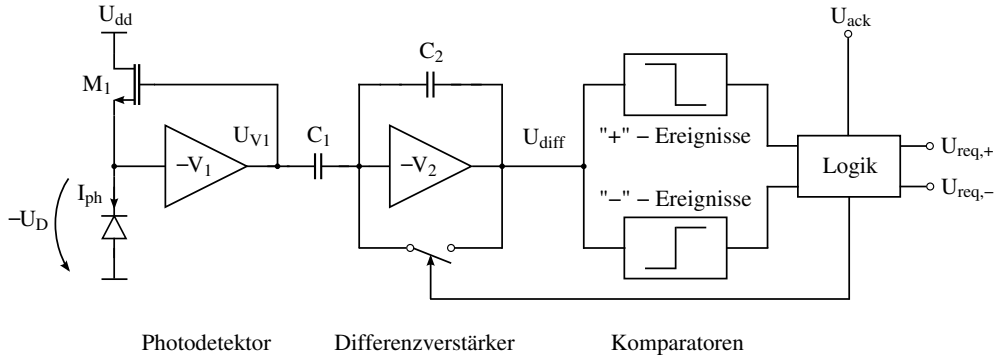 U_dd
U_ack
M_1
C_2
U_V1
C_1
U_diff
"+" – Ereignisse
–V_1
–V_2
Logik
U_req,+
U_req,–
I_ph
–U_D
"–" – Ereignisse
Photodetektor
Differenzverstärker
Komparatoren